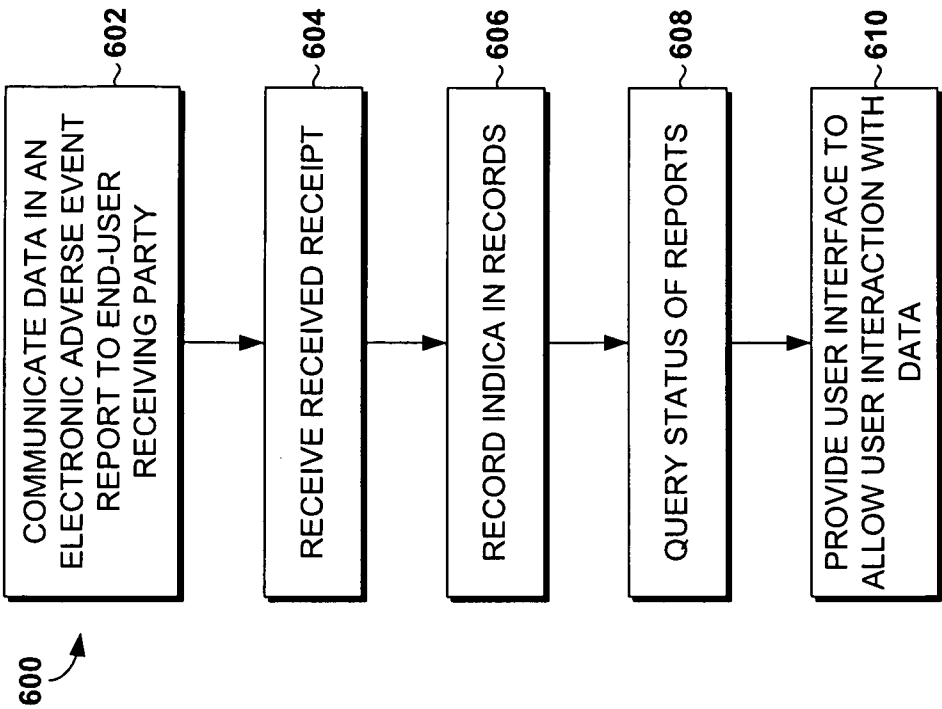 600
COMMUNICATE DATA IN AN
ELECTRONIC ADVERSE EVENT
REPORT TO END-USER
RECEIVING PARTY
602
RECEIVE RECEIVED RECEIPT
604
RECORD INDICA IN RECORDS
606
QUERY STATUS OF REPORTS
608
PROVIDE USER INTERFACE TO
ALLOW USER INTERACTION WITH
DATA
610